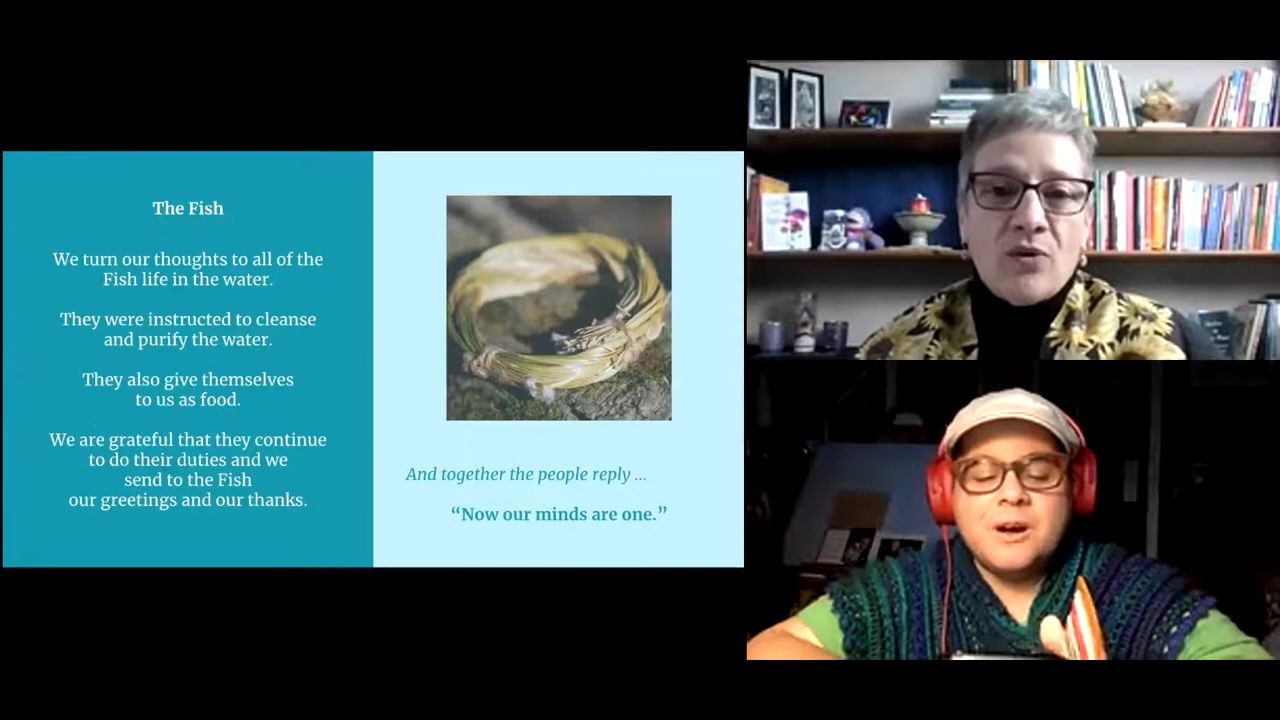 The Fish
We turn our thoughts to all of the
Fish life in the water.
They were instructed to cleanse
and purify the water.
They also give themselves
to us as food.
We are grateful that they continue
to do their duties and we
send to the Fish
our greetings and our thanks.
And together the people reply ...
“Now our minds are one.”